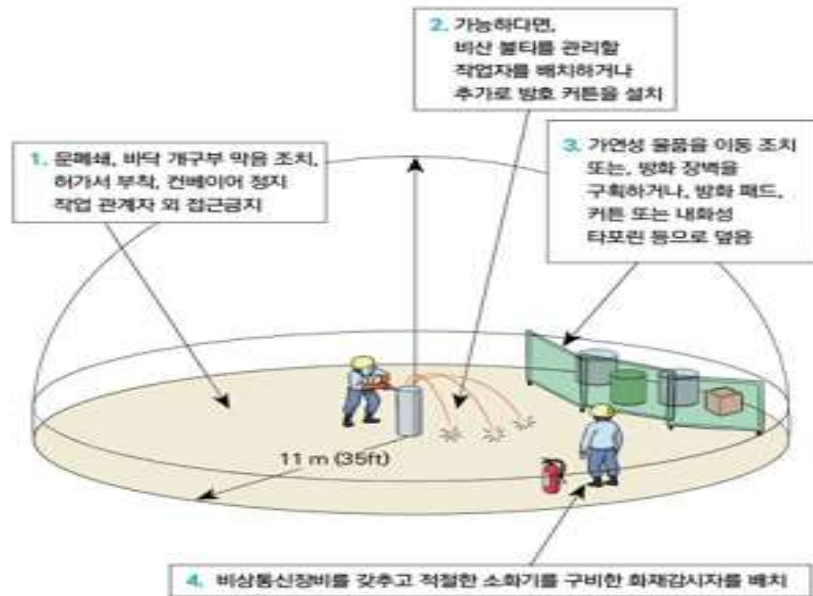 1. 문폐쇄, 바닥 개구부 막음 조치,
허가서 부착, 컨베이어 정지
작업 관계자 외 접근금지
2. 가능하다면,
비산 불티를 관리할
작업자를 배치하거나
추가로 방호 커튼을 설치
3. 가연성 물품을 이동 조치
또는, 방화 장벽을
구획하거나, 방화 패드,
커튼 또는 내화성
타포린 등으로 덮음
11 m (35ft)
4. 비상통신장비를 갖추고 적절한 소화기를 구비한 화재감시자를 배치